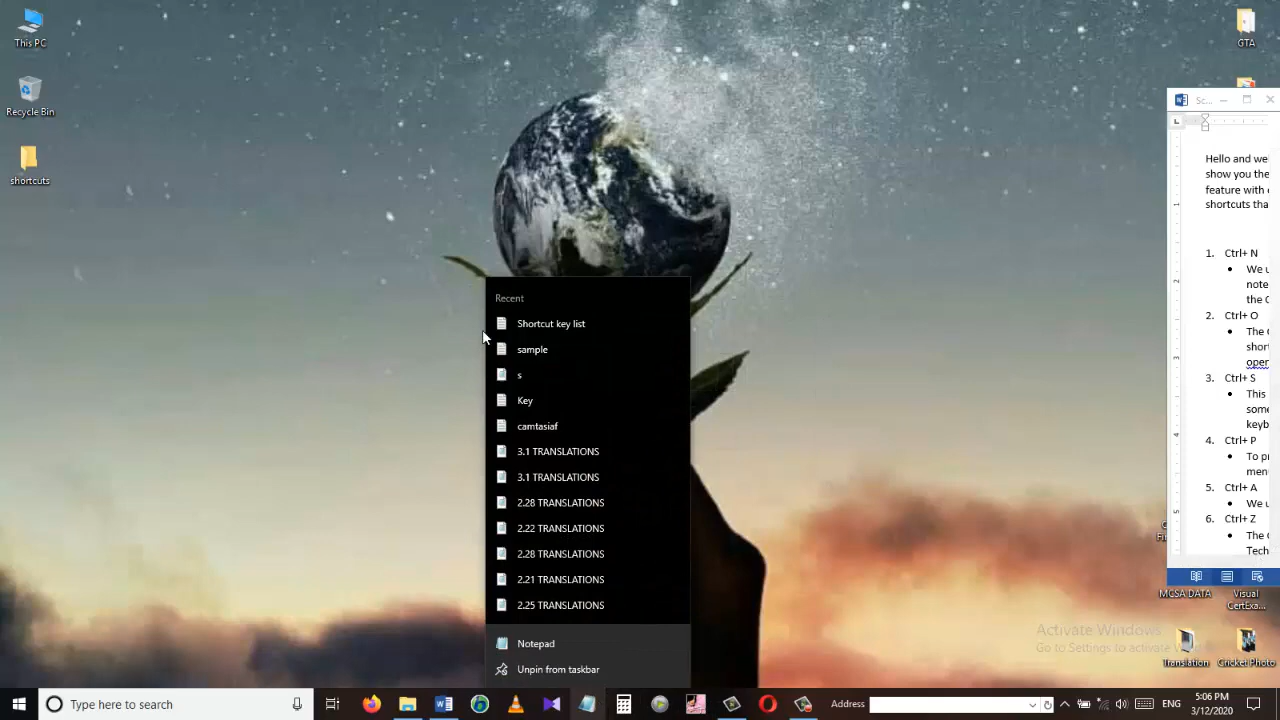 This PC
Recycle Bin
shortcuts
GTA
Sc...
Hello and we
show you the
feature with
shortcuts tha
1. Ctrl+ N
We u
note
the C
2. Ctrl+ O
The C
short
open
3. Ctrl+ S
This
some
keyb
4. Ctrl+ P
To pr
men
5. Ctrl+ A
We u
6. Ctrl+ Z
The C
Tech
Recent
Shortcut key list
sample
s
Key
camtasiaf
3.1 TRANSLATIONS
3.1 TRANSLATIONS
2.28 TRANSLATIONS
2.22 TRANSLATIONS
2.28 TRANSLATIONS
2.21 TRANSLATIONS
2.25 TRANSLATIONS
Notepad
Unpin from taskbar
MCSA DATA
Visual
CertExa...
Activate Windows
Go to Settings to activate
Translation
Cricket Photo
Type here to search
Address
ENG
5:06 PM
3/12/2020